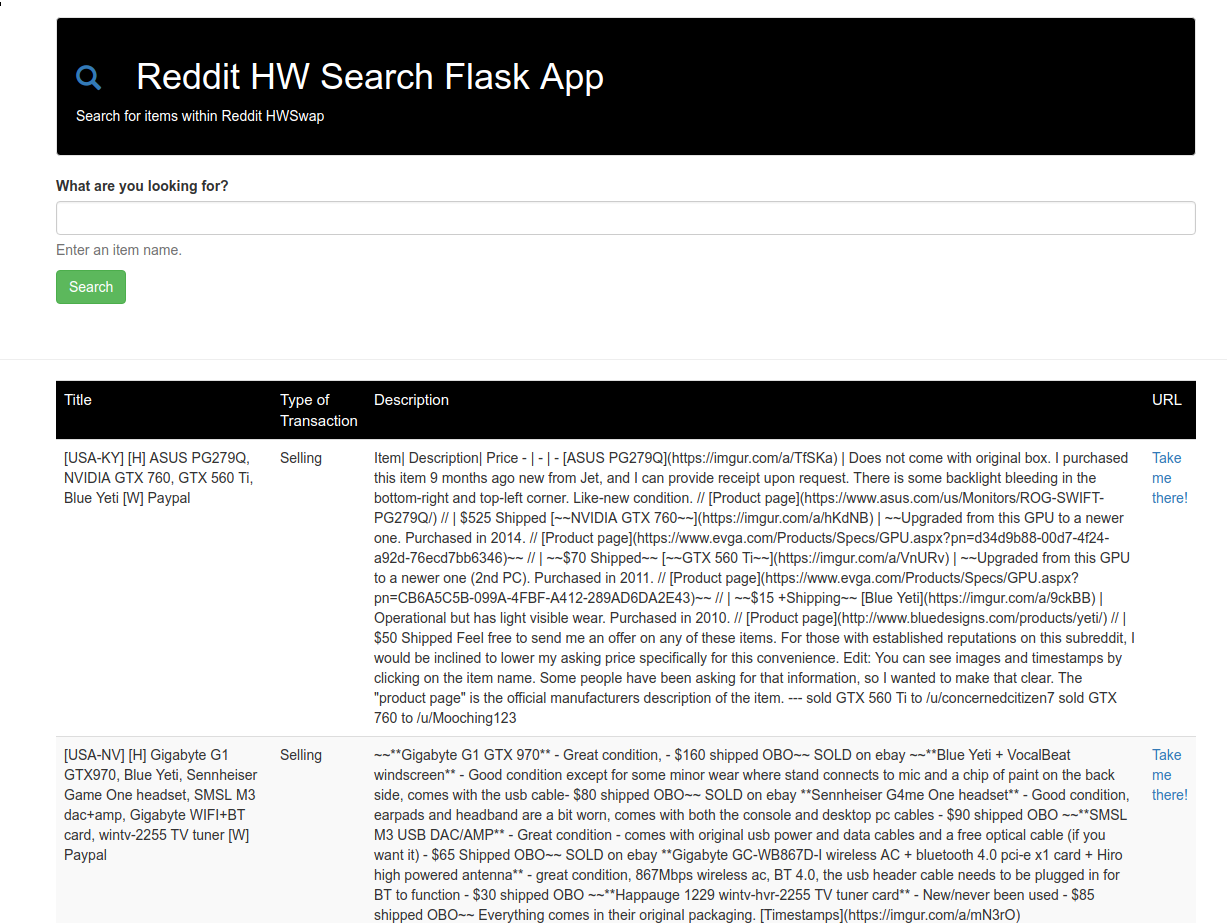 Reddit HW Search Flask App
Search for items within Reddit HWSwap
What are you looking for?
Enter an item name.
Search
Title
Type of
Transaction
Description
URL
[USA-KY] [H] ASUS PG279Q,
NVIDIA GTX 760, GTX 560 Ti,
Blue Yeti [W] Paypal
Selling
Item| Description| Price - | - | - [ASUS PG279Q](https://imgur.com/a/TfSKa) | Does not come with original box. I purchased
this item 9 months ago new from Jet, and I can provide receipt upon request. There is some backlight bleeding in the
bottom-right and top-left corner. Like-new condition. // [Product page](https://www.asus.com/us/Monitors/ROG-SWIFT-
PG279Q/) // | $525 Shipped [~~NVIDIA GTX 760~~](https://imgur.com/a/hKdNB) | ~~Upgraded from this GPU to a newer
one. Purchased in 2014. // [Product page](https://www.evga.com/Products/Specs/GPU.aspx?pn=d34d9b88-00d7-4f24-
a92d-76ecd7bb6346)~~ // | ~~$70 Shipped~~ [~~GTX 560 Ti~~](https://imgur.com/a/VnURv) | ~~Upgraded from this GPU
to a newer one (2nd PC). Purchased in 2011. // [Product page](https://www.evga.com/Products/Specs/GPU.aspx?
pn=CB6A5C5B-099A-4FBF-A412-289AD6DA2E43)~~ // | ~~$15 +Shipping~~ [Blue Yeti](https://imgur.com/a/9ckBB) |
Operational but has light visible wear. Purchased in 2010. // [Product page](http://www.bluedesigns.com/products/yeti/) // |
$50 Shipped Feel free to send me an offer on any of these items. For those with established reputations on this subreddit, I
would be inclined to lower my asking price specifically for this convenience. Edit: You can see images and timestamps by
clicking on the item name. Some people have been asking for that information, so I wanted to make that clear. The
"product page" is the official manufacturers description of the item. --- sold GTX 560 Ti to /u/concernedcitizen7 sold GTX
760 to /u/Mooching123
Take
me
there!
[USA-NV] [H] Gigabyte G1
GTX970, Blue Yeti, Sennheiser
Game One headset, SMSL M3
dac+amp, Gigabyte WIFI+BT
card, wintv-2255 TV tuner [W]
Paypal
Selling
~~**Gigabyte G1 GTX 970** - Great condition, - $160 shipped OBO~~ SOLD on ebay ~~**Blue Yeti + VocalBeat
windscreen** - Good condition except for some minor wear where stand connects to mic and a chip of paint on the back
side, comes with the usb cable- $80 shipped OBO~~ SOLD on ebay **Sennheiser G4me One headset** - Good condition,
earpads and headband are a bit worn, comes with both the console and desktop pc cables - $90 shipped OBO ~~**SMSL
M3 USB DAC/AMP** - Great condition - comes with original usb power and data cables and a free optical cable (if you
want it) - $65 Shipped OBO~~ SOLD on ebay **Gigabyte GC-WB867D-I wireless AC + bluetooth 4.0 pci-e x1 card + Hiro
high powered antenna** - great condition, 867Mbps wireless ac, BT 4.0, the usb header cable needs to be plugged in for
BT to function - $30 shipped OBO ~~**Happauge 1229 wintv-hvr-2255 TV tuner card** - New/never been used - $85
shipped OBO~~ Everything comes in their original packaging. [Timestamps](https://imgur.com/a/mN3rO)
Take
me
there!